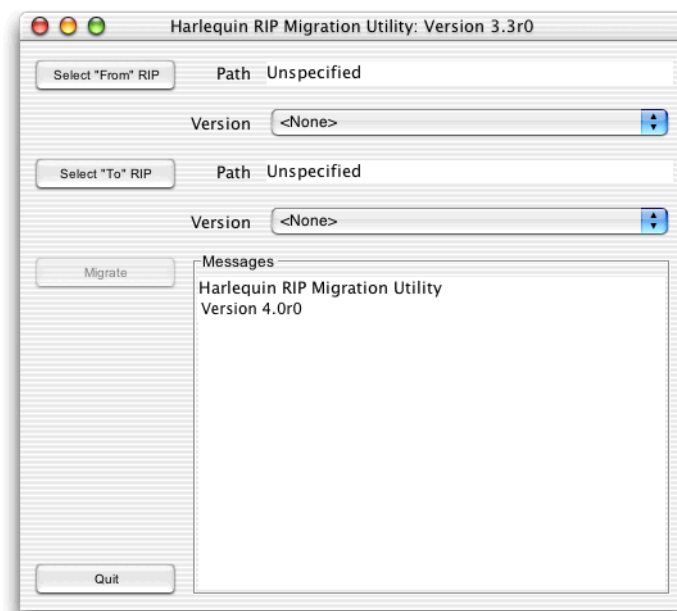 Harlequin RIP Migration Utility: Version 3.3r0
Select "From" RIP Path Unspecified
Version <None>
Select "To" RIP Path Unspecified
Version <None>
Migrate
Messages
Harlequin RIP Migration Utility
Version 4.0r0
Quit